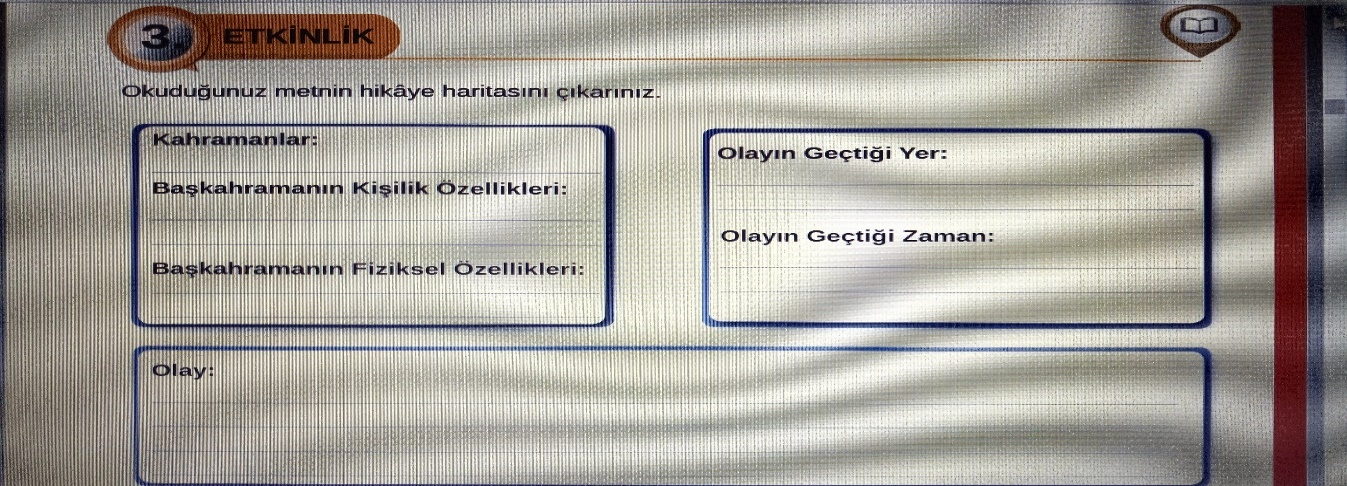 3. ETKİNLİK
Okuduğunuz metnin hikâye haritasını çıkarınız.
Kahramanlar:
Başkahramanın Kişilik Özellikleri:
Başkahramanın Fiziksel Özellikleri:
Olayın Geçtiği Yer:
Olayın Geçtiği Zaman:
Olay: